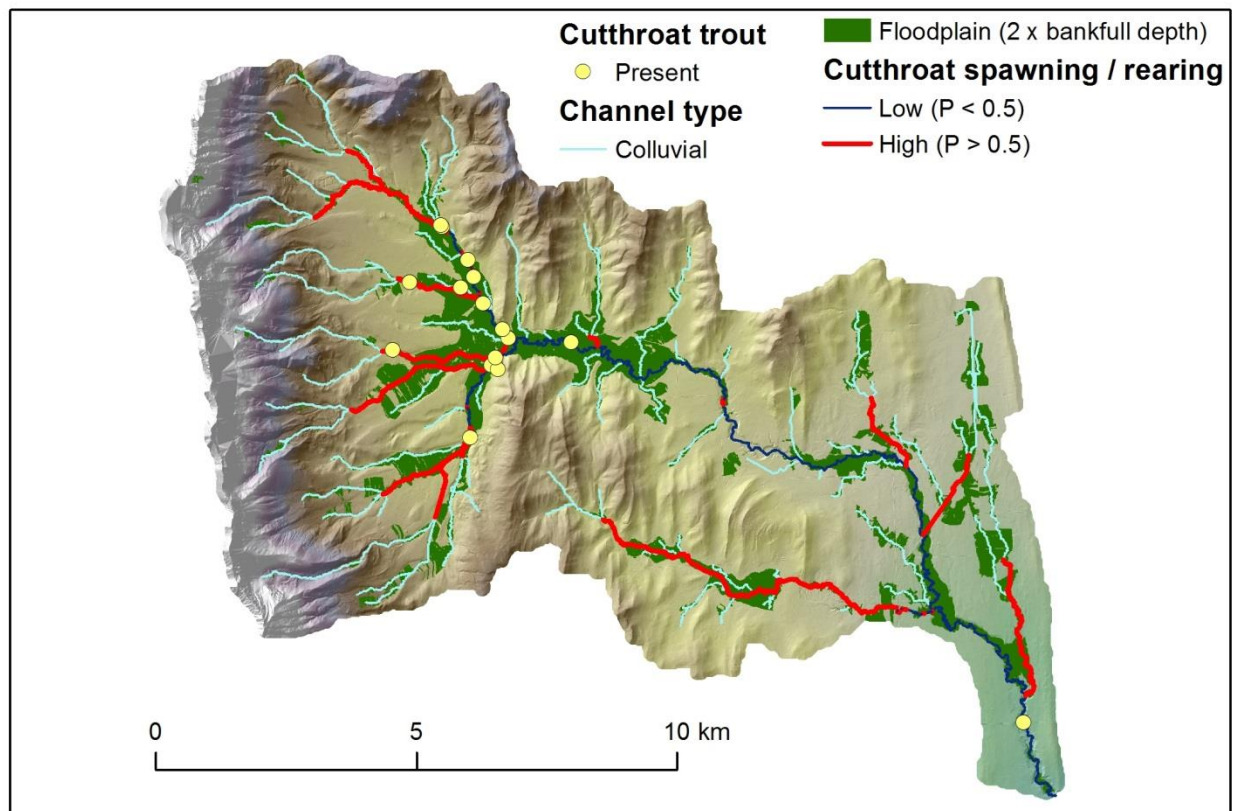 Cutthroat trout
Present
Channel type
Colluvial
Floodplain (2 x bankfull depth)
Cutthroat spawning / rearing
Low (P < 0.5)
High (P > 0.5)
0 5 10 km